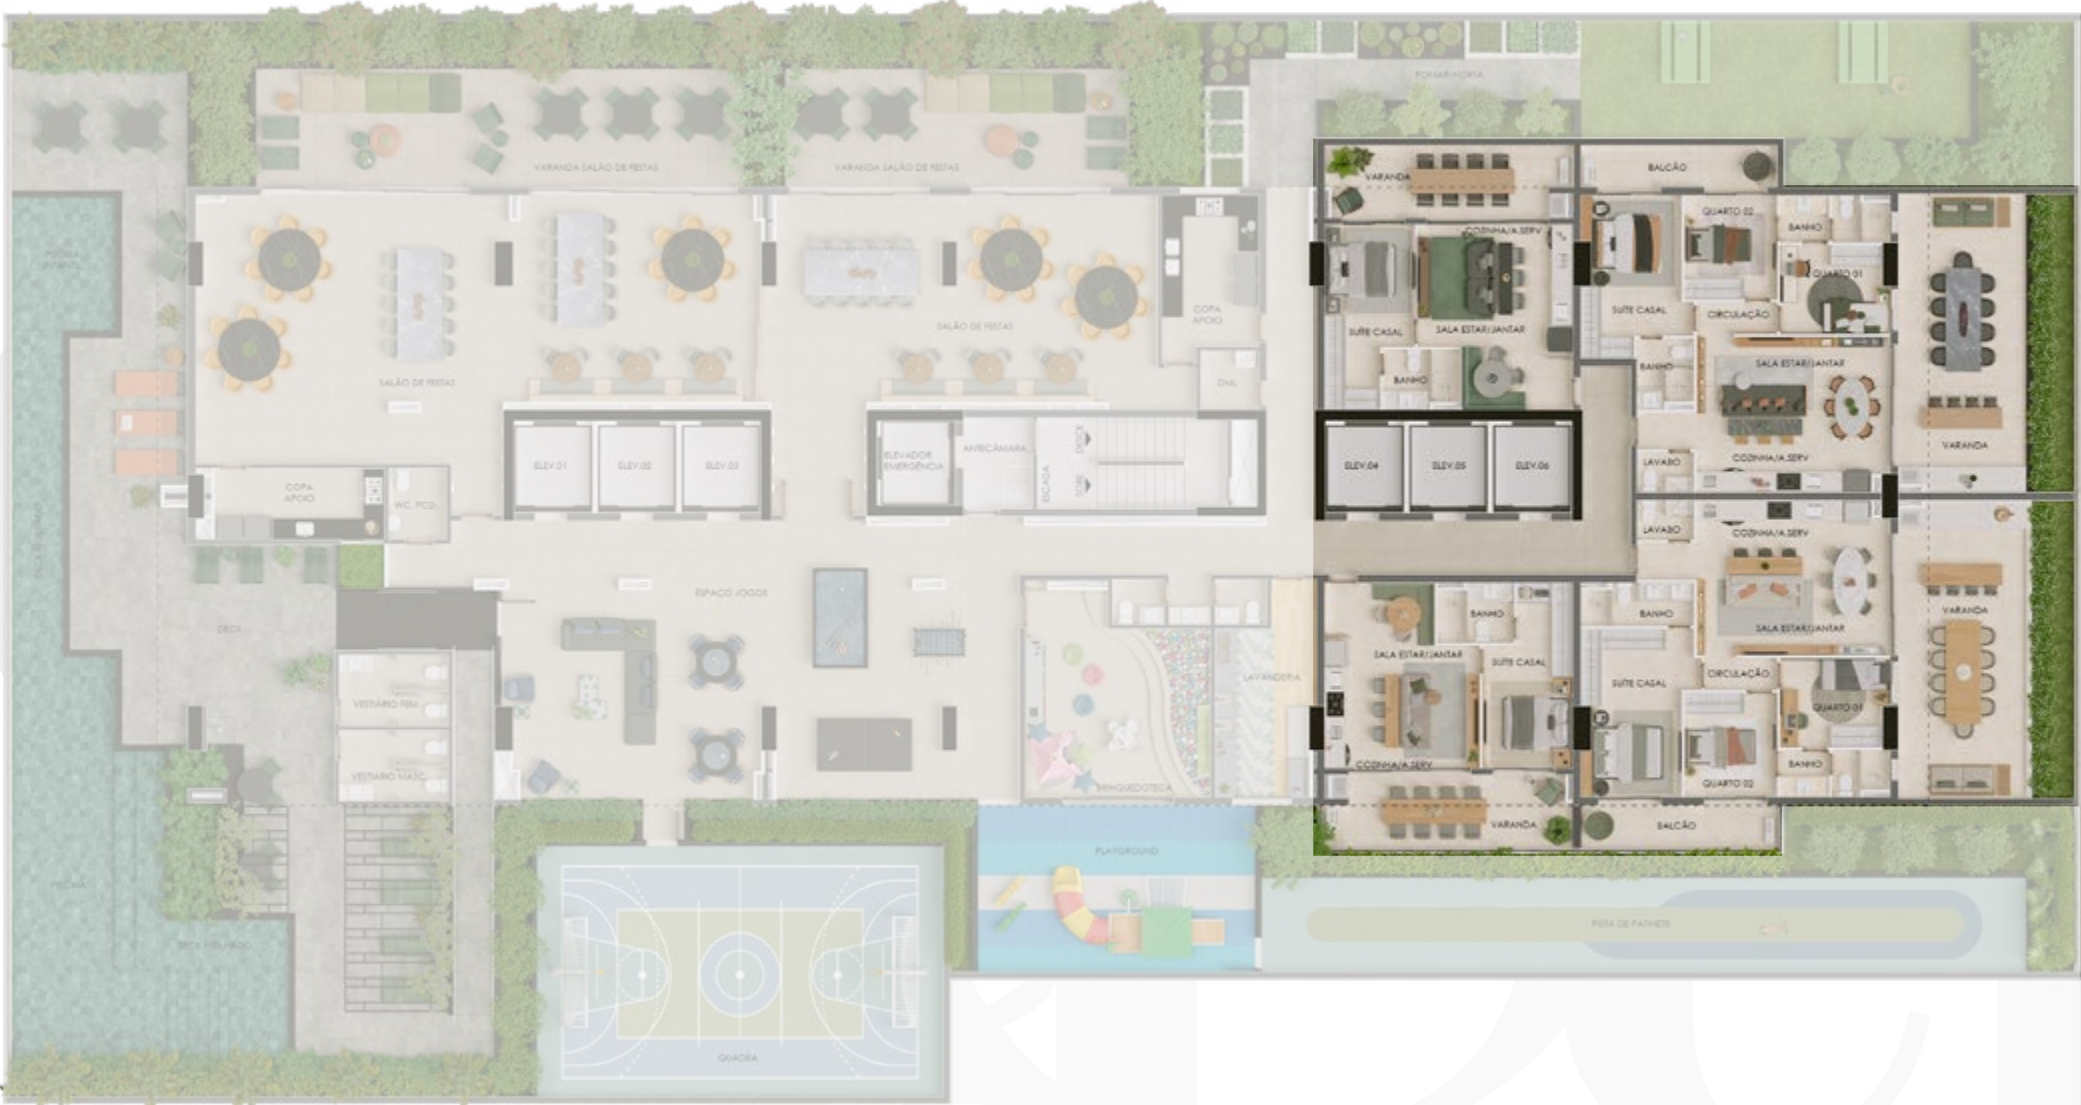 POMAR/HORTA
VARANDA SALÃO DE FESTAS
VARANDA SALÃO DE FESTAS
VARANDA
BALCÃO
QUARTO 02
BANHO
COZINHA/A.SERV
QUARTO 01
SUÍTE CASAL
CIRCULAÇÃO
COPA
APOIO
SALÃO DE FESTAS
SUÍTE CASAL
SALA ESTAR/JANTAR
SALA ESTAR/JANTAR
BANHO
BANHO
SALÃO DE FESTAS
DML
VARANDA
ELEV.01
ELEV.02
ELEV.03
ELEVADOR
EMERGÊNCIA
ANTECÂMARA
ESCADA
SOBE
DESCE
ELEV.04
ELEV.05
ELEV.06
LAVABO
COZINHA/A.SERV
COPA
APOIO
WC. PCD.
LAVABO
COZINHA/A.SERV
ESPAÇO JOGOS
BANHO
BANHO
VARANDA
DECK
SALA ESTAR/JANTAR
SALA ESTAR/JANTAR
SUÍTE CASAL
CIRCULAÇÃO
SUÍTE CASAL
LAVANDERIA
VESTIÁRIO FEM.
QUARTO 01
COZINHA/A.SERV
BANHO
VESTIÁRIO MASC.
BRINQUEDOTECA
QUARTO 02
VARANDA
BALCÃO
PLAYGROUND
PISCINA
PISTA DE PATINETE
DECK MOLHADO
QUADRA